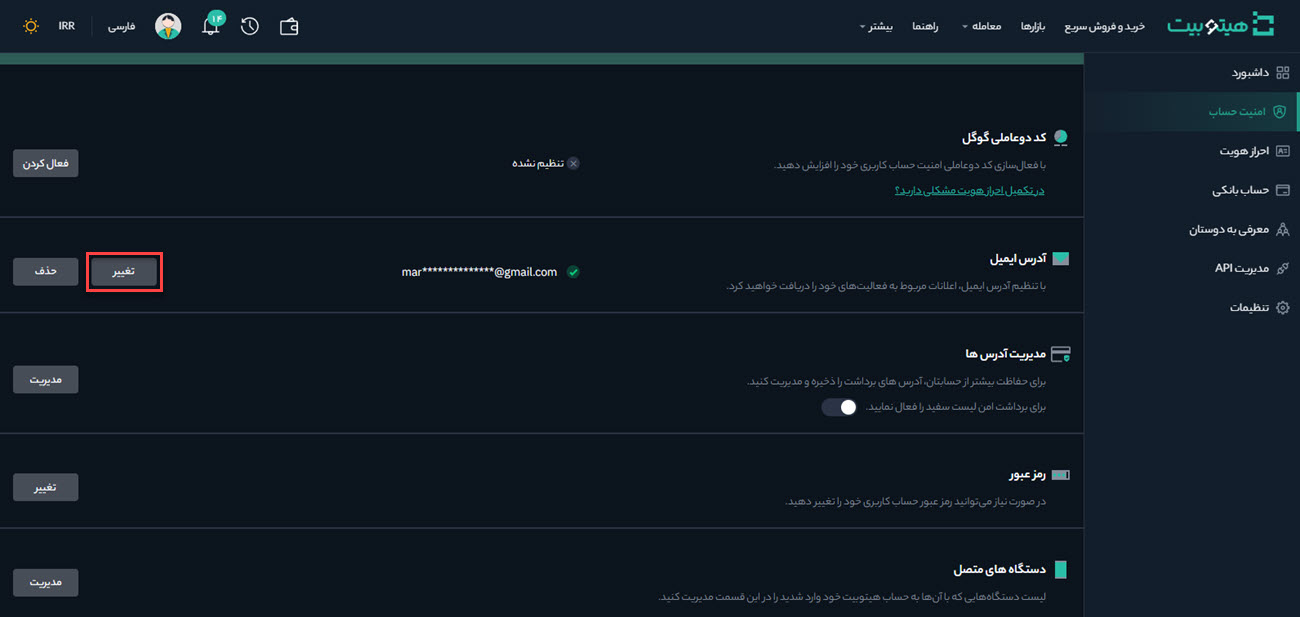 هیتوبیت
خرید و فروش سریع
بازارها
معامله
راهنما
بیشتر
۱۴
فارسی
IRR
داشبورد
امنیت حساب
احراز هویت
حساب بانکی
معرفی به دوستان
مدیریت API
تنظیمات
کد دوعاملی گوگل
با فعال‌سازی کد دوعاملی امنیت حساب کاربری خود را افزایش دهید.
در تکمیل احراز هویت مشکلی دارید؟
تنظیم نشده
فعال کردن
آدرس ایمیل
با تنظیم آدرس ایمیل، اعلانات مربوط به فعالیت‌های خود را دریافت خواهید کرد.
mar**************@gmail.com
تغییر
حذف
مدیریت آدرس ها
برای حفاظت بیشتر از حسابتان، آدرس های برداشت را ذخیره و مدیریت کنید.
برای برداشت امن لیست سفید را فعال نمایید.
مدیریت
رمز عبور
در صورت نیاز می‌توانید رمز عبور حساب کاربری خود را تغییر دهید.
تغییر
دستگاه های متصل
لیست دستگاه‌هایی که با آن‌ها به حساب هیتوبیت خود وارد شدید را در این قسمت مدیریت کنید.
مدیریت